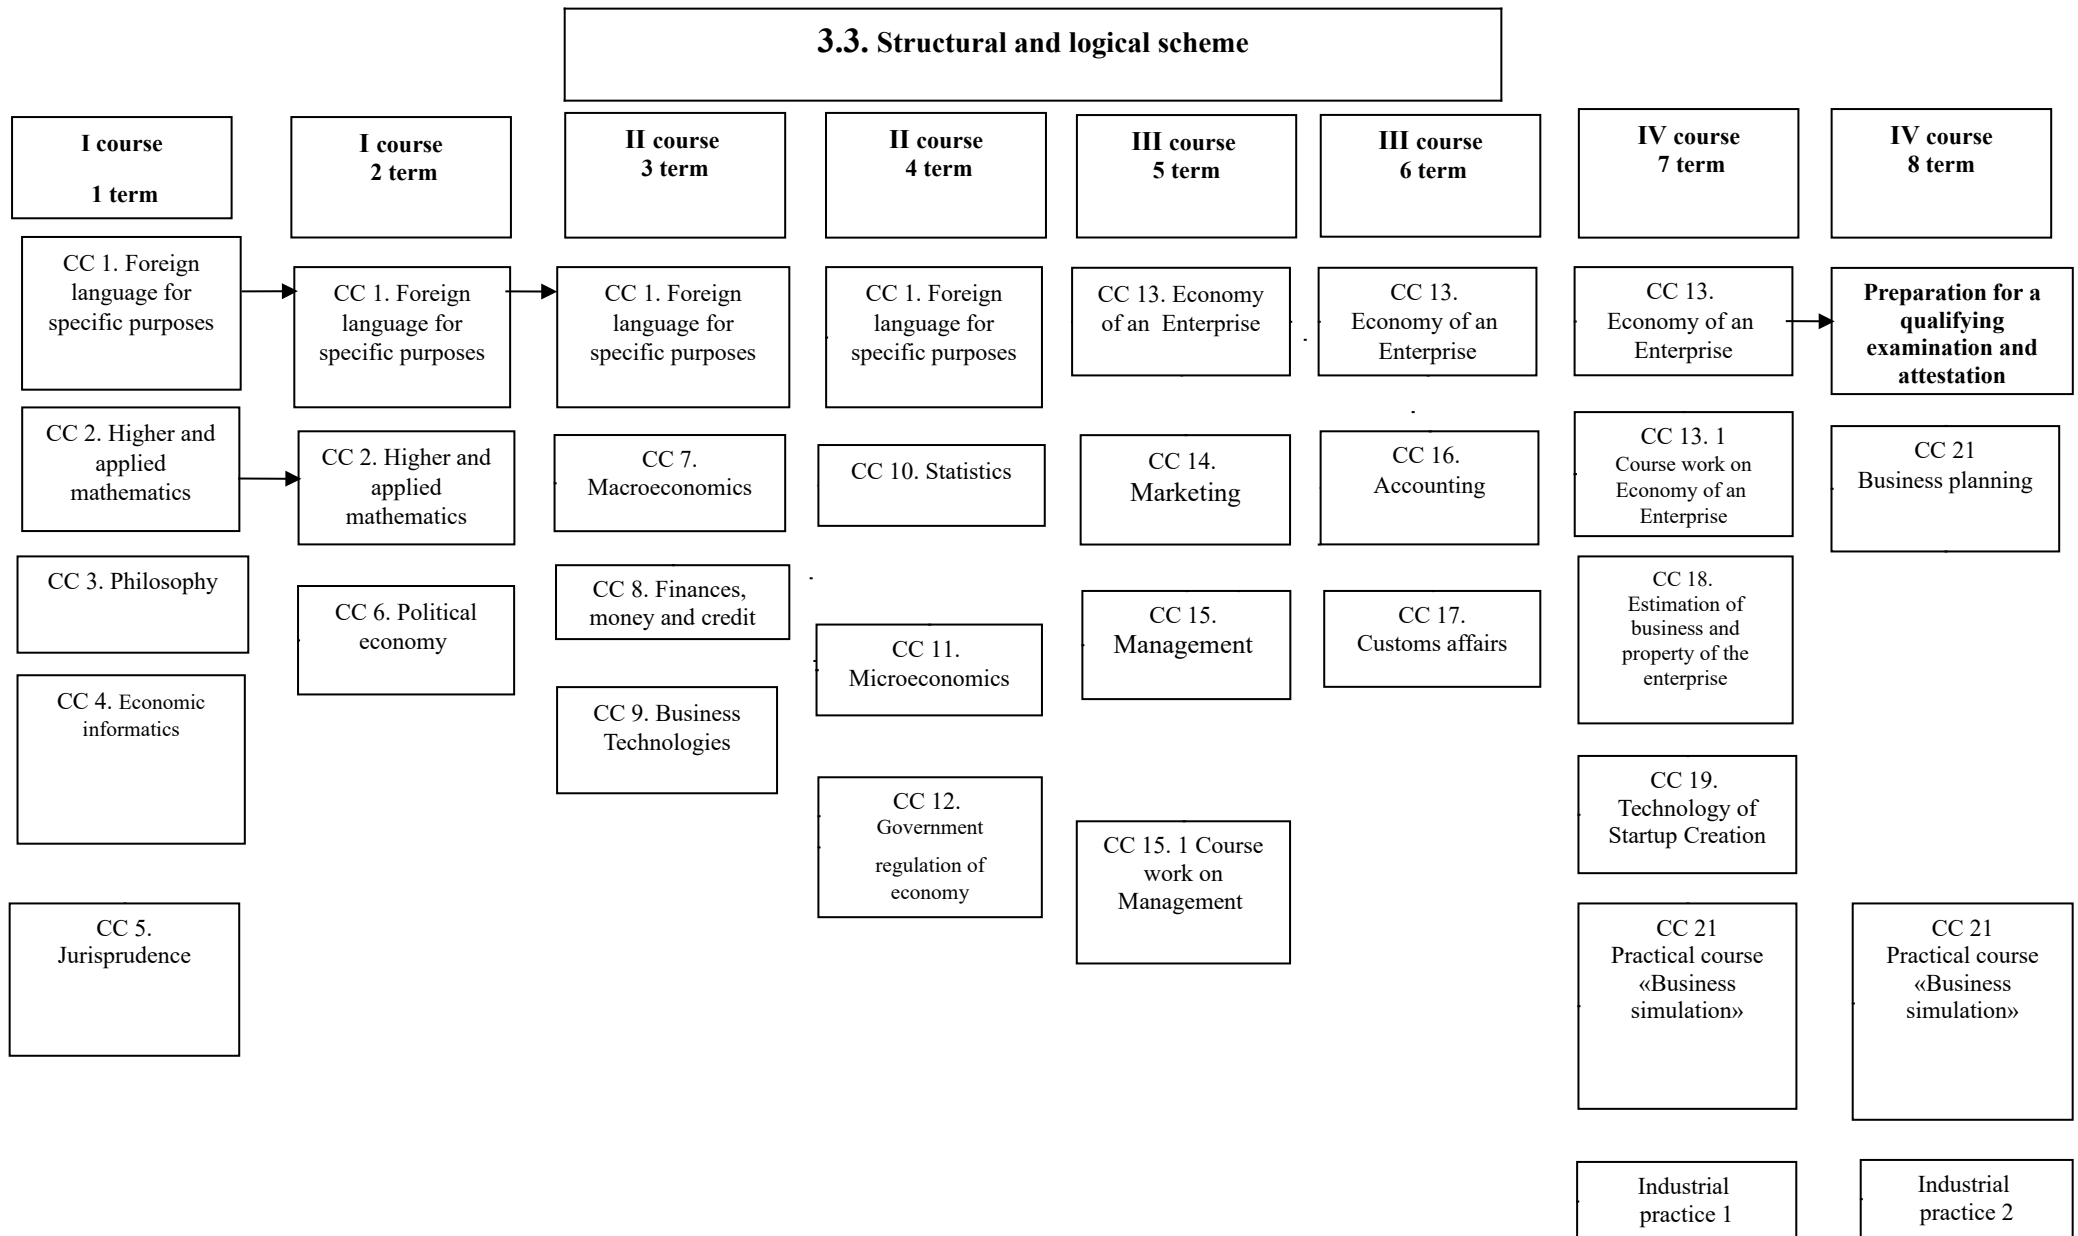 3.3. Structural and logical scheme
I course
1 term
I course
2 term
II course
3 term
II course
4 term
III course
5 term
III course
6 term
IV course
7 term
IV course
8 term
CC 1. Foreign
language for
specific purposes
CC 1. Foreign
language for
specific purposes
CC 1. Foreign
language for
specific purposes
CC 1. Foreign
language for
specific purposes
CC 13. Economy
of an Enterprise
CC 13.
Economy of an
Enterprise
CC 13.
Economy of an
Enterprise
Preparation for a
qualifying
examination and
attestation
CC 2. Higher and
applied
mathematics
CC 2. Higher and
applied
mathematics
CC 7.
Macroeconomics
CC 10. Statistics
CC 14.
Marketing
CC 16.
Accounting
CC 13. 1
Course work on
Economy of an
Enterprise
CC 21
Business planning
CC 3. Philosophy
CC 6. Political
economy
CC 8. Finances,
money and credit
CC 11.
Microeconomics
CC 15.
Management
CC 17.
Customs affairs
CC 18.
Estimation of
business and
property of the
enterprise
CC 4. Economic
informatics
CC 9. Business
Technologies
CC 12.
Government
regulation of
economy
CC 15. 1 Course
work on
Management
CC 19.
Technology of
Startup Creation
CC 5.
Jurisprudence
CC 21
Practical course
«Business
simulation»
CC 21
Practical course
«Business
simulation»
Industrial
practice 1
Industrial
practice 2